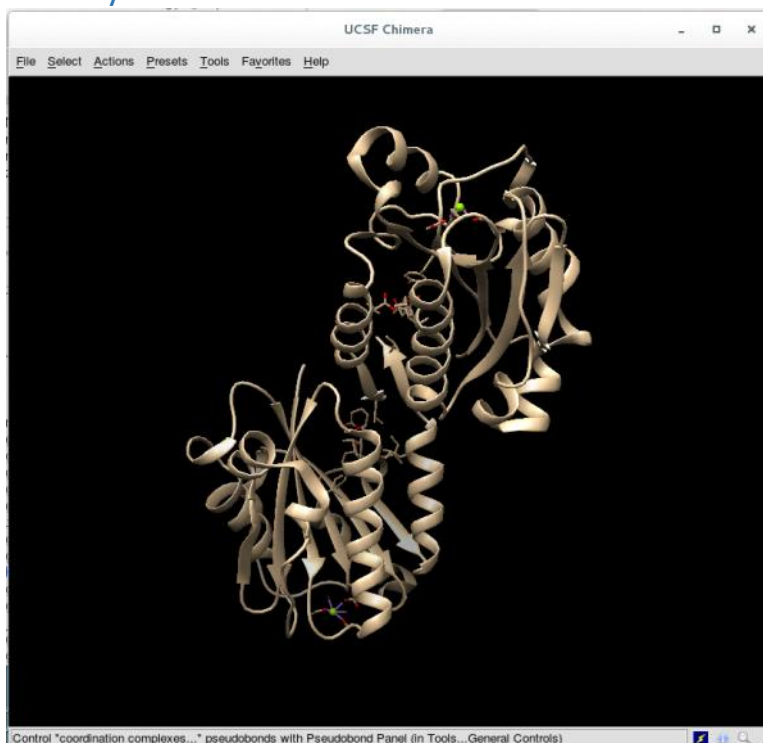 UCSF Chimera
File Select Actions Presets Tools Favorites Help
Control "coordination complexes..." pseudobonds with Pseudobond Panel (in Tools...General Controls)